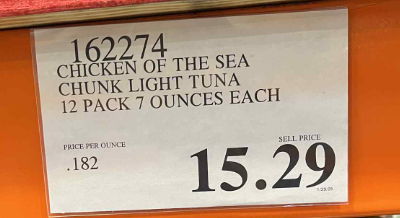 162274
CHICKEN OF THE SEA
CHUNK LIGHT TUNA
12 PACK 7 OUNCES EACH
PRICE PER OUNCE
.182
SELL PRICE
15.29